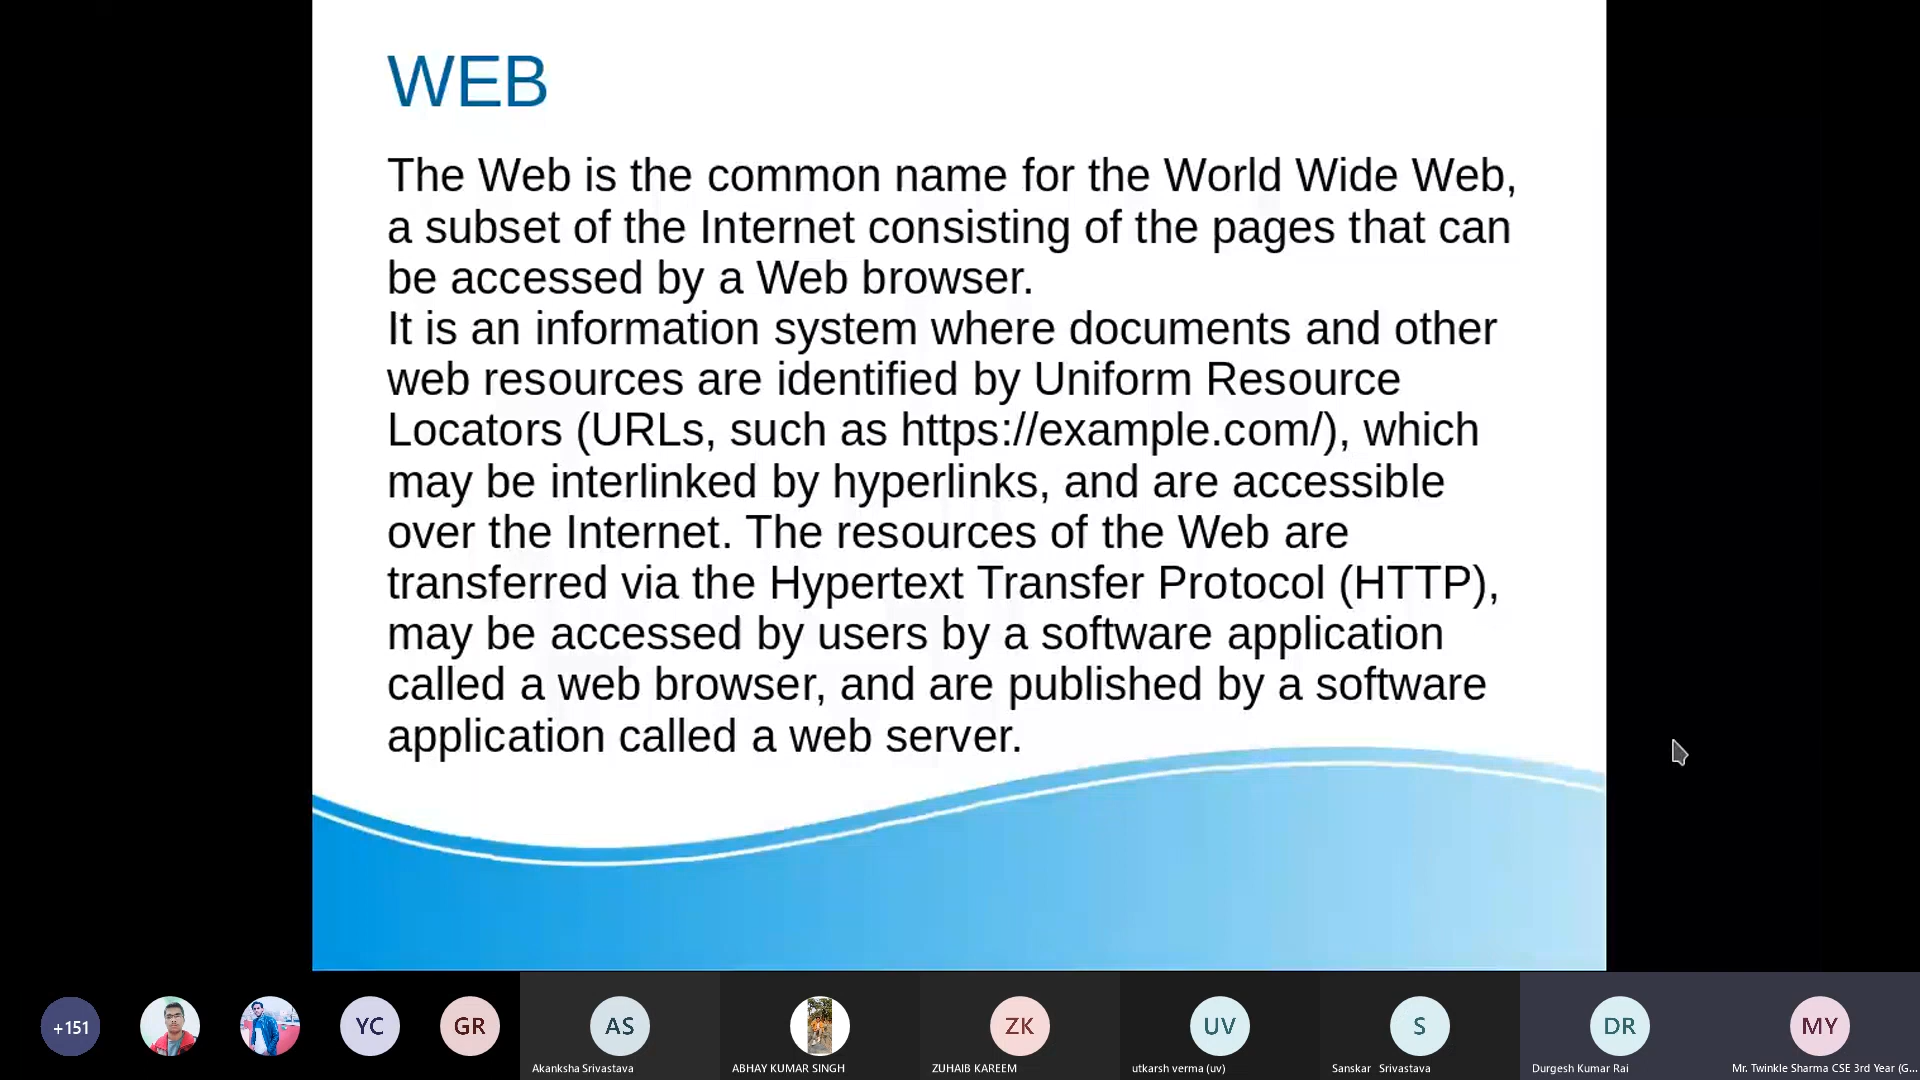 WEB
The Web is the common name for the World Wide Web,
a subset of the Internet consisting of the pages that can
be accessed by a Web browser.
It is an information system where documents and other
web resources are identified by Uniform Resource
Locators (URLs, such as https://example.com/), which
may be interlinked by hyperlinks, and are accessible
over the Internet. The resources of the Web are
transferred via the Hypertext Transfer Protocol (HTTP),
may be accessed by users by a software application
called a web browser, and are published by a software
application called a web server.
+151
YC
GR
AS
ZK
UV
S
DR
MY
Akanksha Srivastava
ABHAY KUMAR SINGH
ZUHAIB KAREEM
utkarsh verma (uv)
Sanskar Srivastava
Durgesh Kumar Rai
Mr. Twinkle Sharma CSE 3rd Year (G...